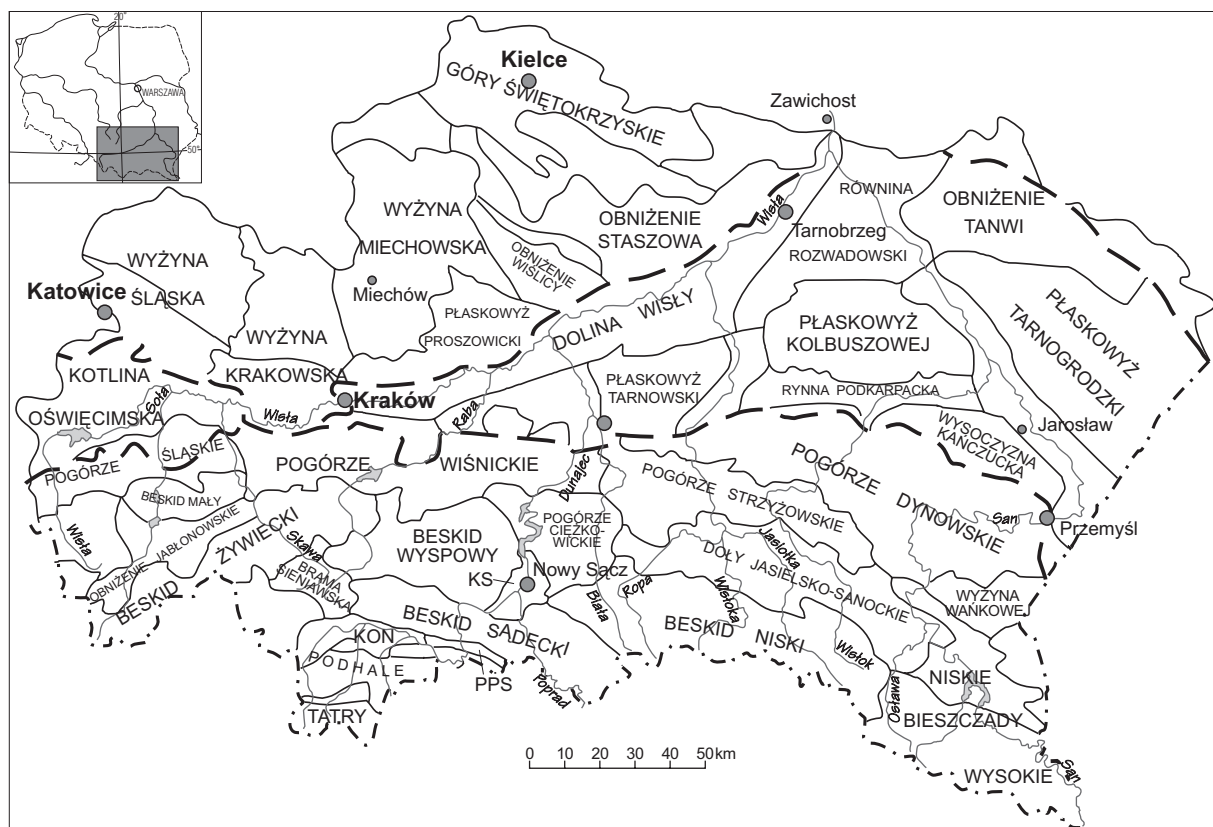 20°
WARSZAWA
50°
Kielce
GÓRY ŚWIĘTOKRZYSKIE
Zawichost
RÓWNINA
ROZWADOWSKI
OBNIŻENIE
TANWI
WYŻYNA
MIECHOWSKA
OBNIŻENIE
STASZOWA
Wisła
Tarnobrzeg
OBNIŻENIE
WIŚLICY
WYŻYNA
ŚLĄSKA
Katowice
Miechów
PŁASKOWYŻ
PROSZOWICKI
DOLINA WISŁY
PŁASKOWYŻ
TARNOGRODZKI
PŁASKOWYŻ
KOLBUSZOWEJ
WYŻYNA
KRAKOWSKA
KOTLINA
OŚWIĘCIMSKA
Soła
Wisła
Kraków
Raba
PŁASKOWYŻ
TARNOWSKI
RYNNA PODKARPACKA
Jarosław
WYSOCZYZNA
KAŃCZUCKA
POGÓRZE
ŚLĄSKIE
POGÓRZE
WIŚNICKIE
Dunajec
POGÓRZE
STRZYŻOWSKIE
POGÓRZE
DYNOWSKIE
San
Przemyśl
BESKID MAŁY
Wisła
OBNIŻENIE JABŁONOWSKIE
BESKID
ŻYWIECKI
Skawa
BRAMA
SIENIAWSKA
BESKID
WYSPOWY
POGÓRZE
CIĘŻKO-
WICKIE
KS
Nowy Sącz
Biała
Ropa
DOŁY
JASIELSKO-SANOCKIE
Jasiołka
Wisłoka
WYŻYNA
WAŃKOWEJ
BESKID SĄDECKI
BESKID
NISKI
Wisłok
KON
PODHALE
PPS
Poprad
TATRY
Osława
NISKIE
BIESZCZADY
WYSOKIE
San
0 10 20 30 40 50 km